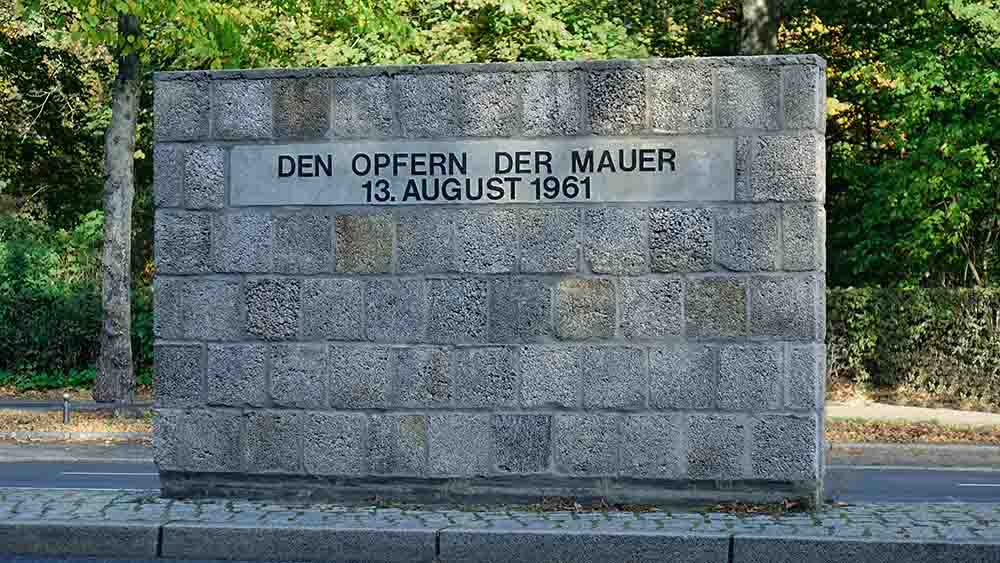 DEN OPFERN DER MAUER
13. AUGUST 1961